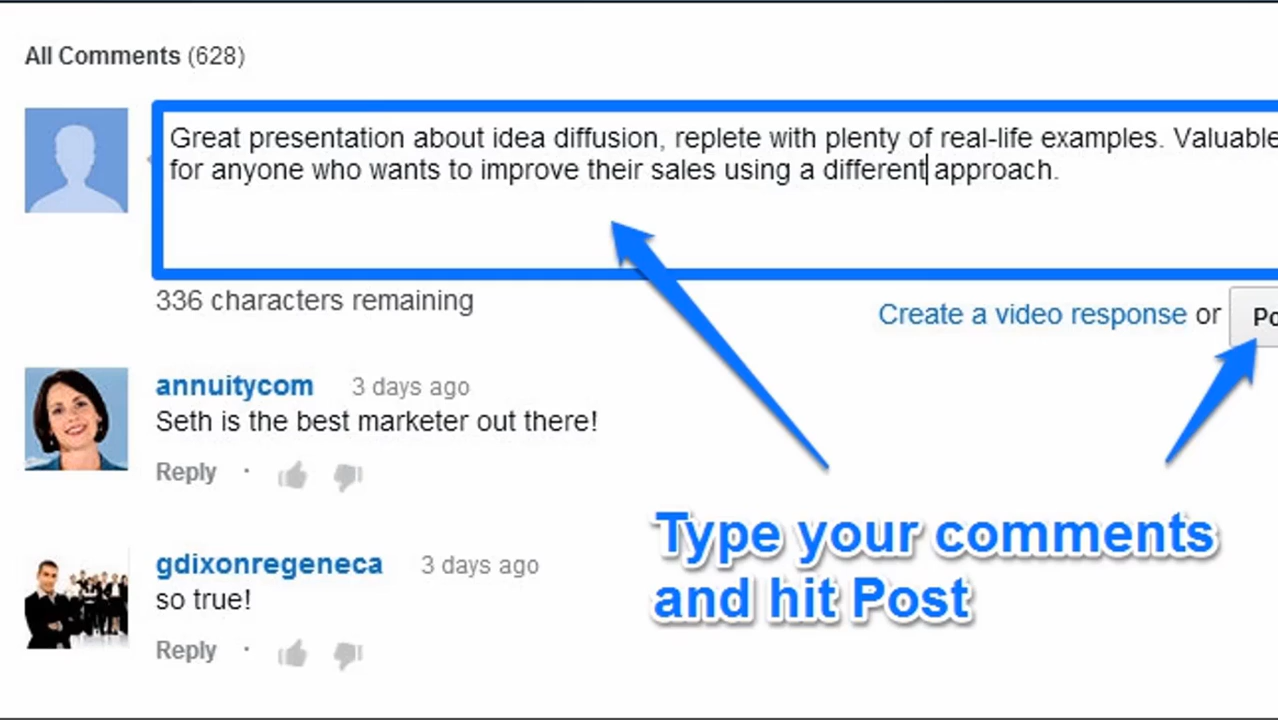 All Comments (628)
Great presentation about idea diffusion, replete with plenty of real-life examples. Valuable
for anyone who wants to improve their sales using a different approach.
336 characters remaining
Create a video response or
annuitycom 3 days ago
Seth is the best marketer out there!
Reply ·
gdixonregeneca 3 days ago
so true!
Reply ·
Type your comments
and hit Post